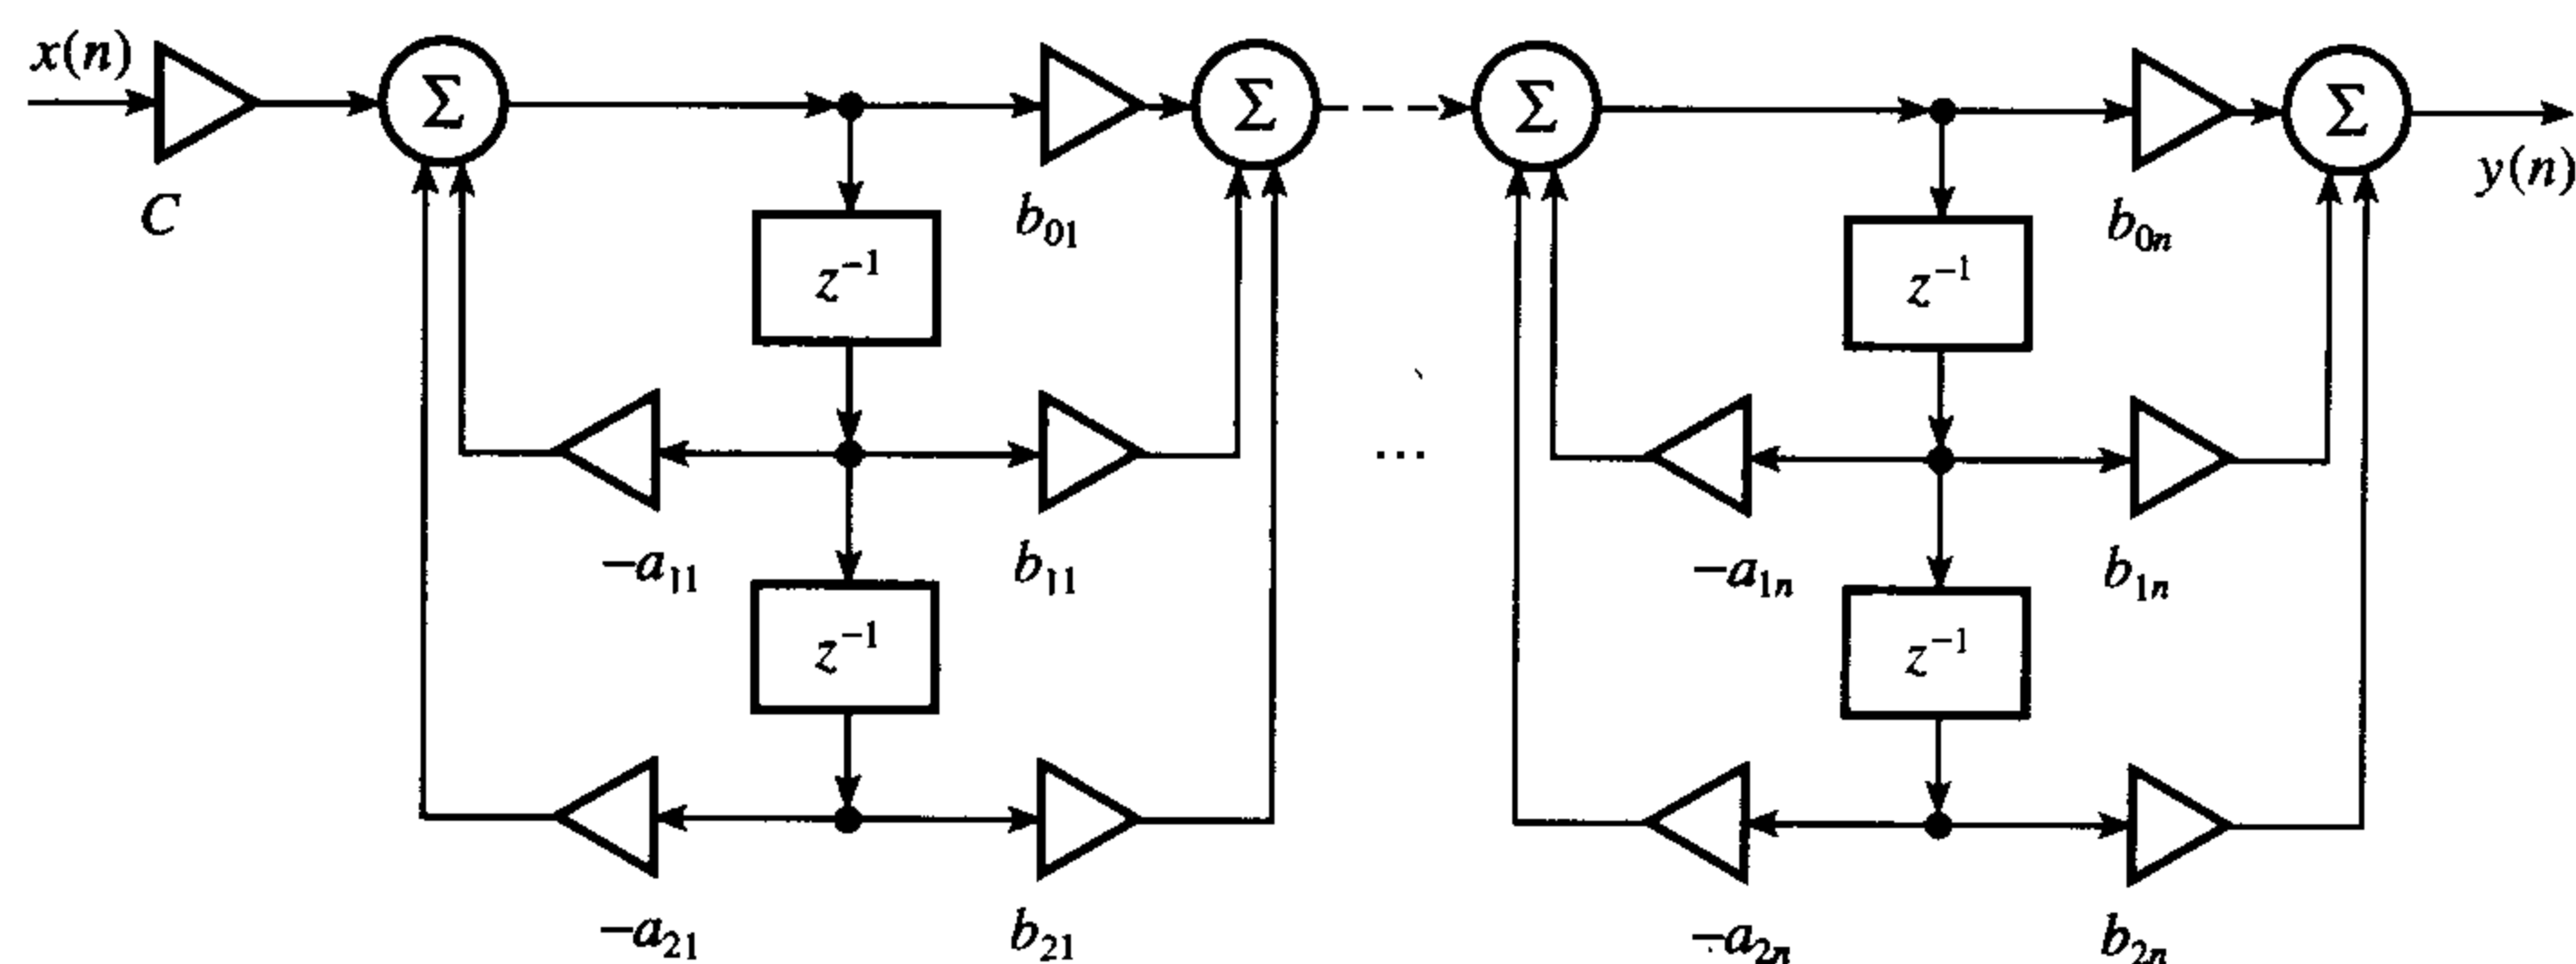 x(n)
C
Σ
b₀₁
Σ
Σ
b₀ₙ
Σ
y(n)
z⁻¹
z⁻¹
−a₁₁
b₁₁
...
−a₁ₙ
b₁ₙ
z⁻¹
z⁻¹
−a₂₁
b₂₁
−a₂ₙ
b₂ₙ